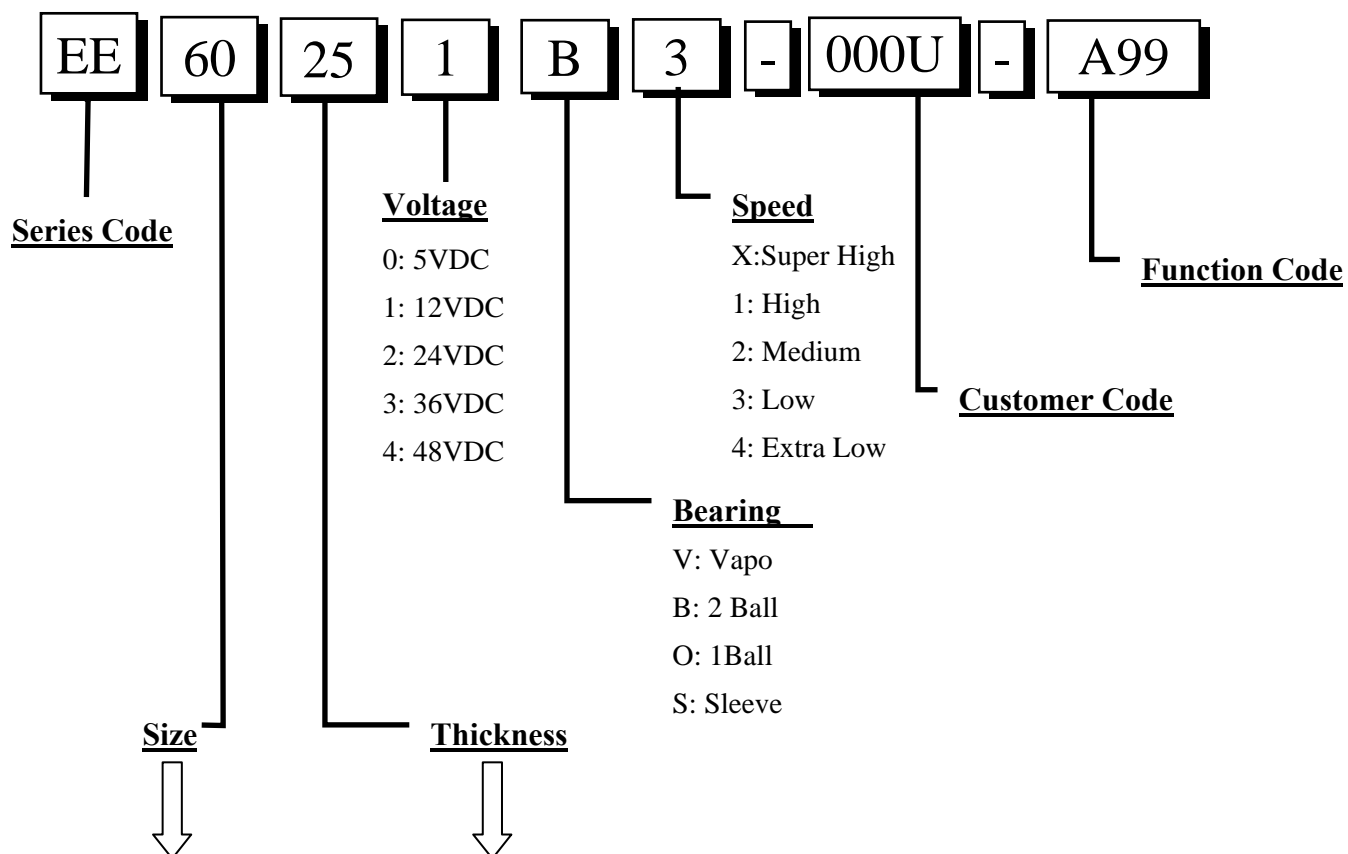 EE 60 25 1 B 3 - 000U - A99
Series Code
Voltage
0: 5VDC
1: 12VDC
2: 24VDC
3: 36VDC
4: 48VDC
Speed
X:Super High
1: High
2: Medium
3: Low
4: Extra Low
Function Code
Customer Code
Bearing
V: Vapo
B: 2 Ball
O: 1Ball
S: Sleeve
Size
Thickness